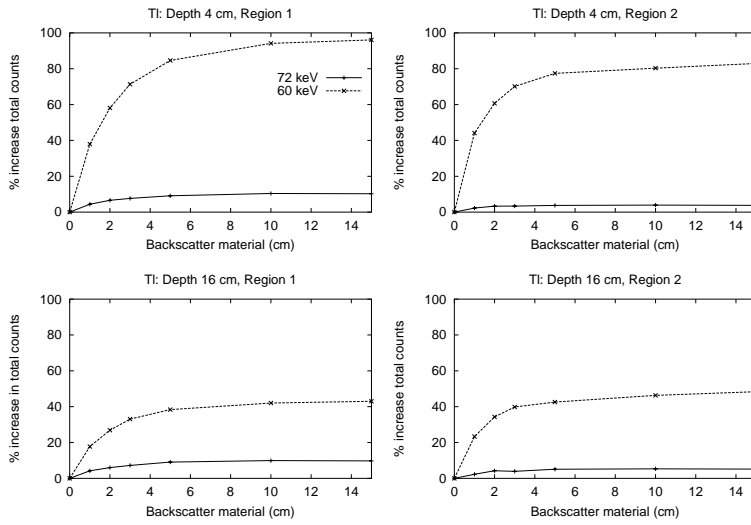 Tl: Depth 4 cm, Region 1
% increase total counts
100
80
60
40
20
0
72 keV
60 keV
0 2 4 6 8 10 12 14
Backscatter material (cm)
Tl: Depth 4 cm, Region 2
% increase total counts
100
80
60
40
20
0
0 2 4 6 8 10 12 14
Backscatter material (cm)
Tl: Depth 16 cm, Region 1
% increase in total counts
100
80
60
40
20
0
0 2 4 6 8 10 12 14
Backscatter material (cm)
Tl: Depth 16 cm, Region 2
% increase total counts
100
80
60
40
20
0
0 2 4 6 8 10 12 14
Backscatter material (cm)